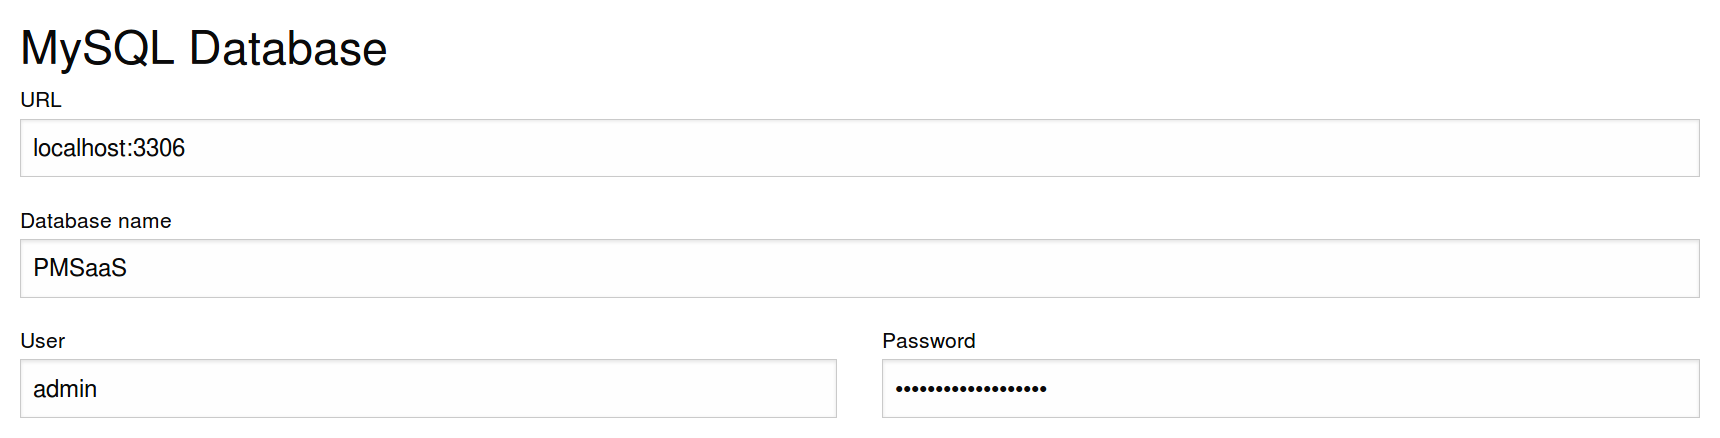 MySQL Database
URL
localhost:3306
Database name
PMSaaS
User Password
admin •••••••••••••••••••